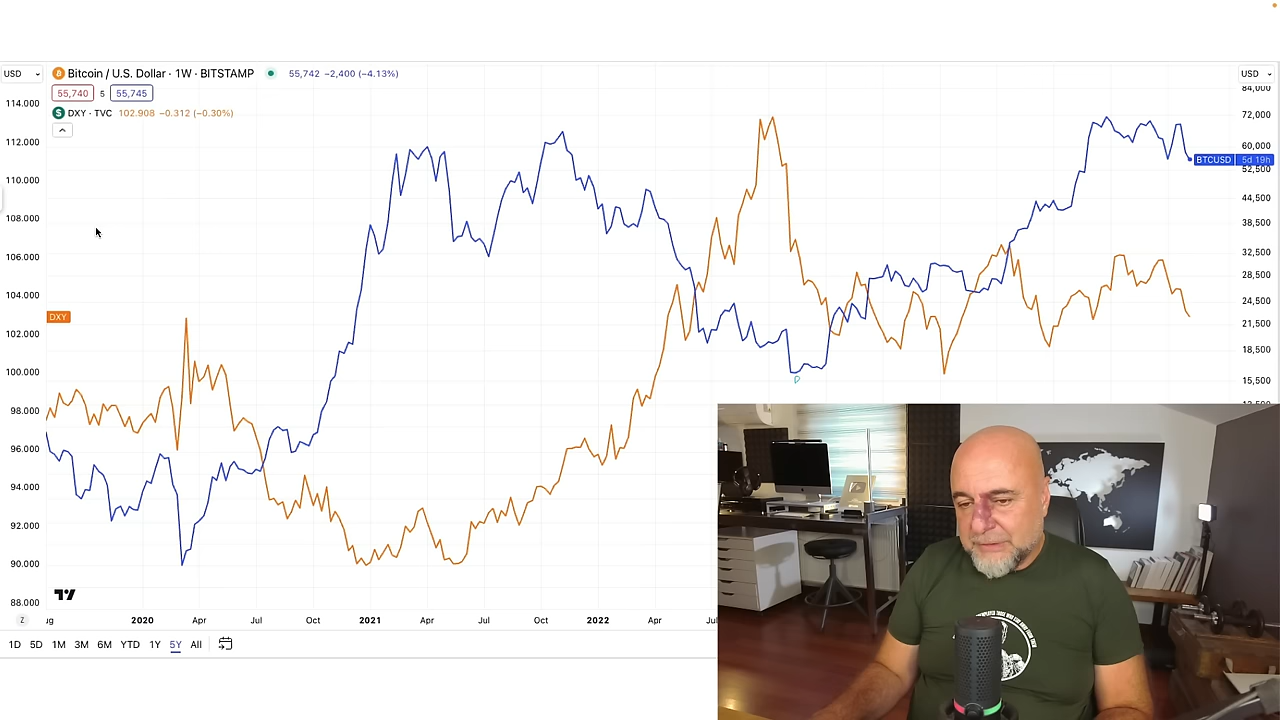 USD
Bitcoin / U.S. Dollar · 1W · BITSTAMP
55,742 −2,400 (−4.13%)
USD
55,740
5
55,745
DXY · TVC 102.908 −0.312 (−0.30%)
114.000
112.000
110.000
108.000
106.000
104.000
DXY
102.000
100.000
98.000
96.000
94.000
92.000
90.000
88.000
84,000
72,000
60,000
BTCUSD 5d 19h
52,500
44,500
38,500
32,500
28,500
24,500
21,500
18,500
15,500
Z
ug
2020
Apr
Jul
Oct
2021
Apr
Jul
Oct
2022
Apr
1D 5D 1M 3M 6M YTD 1Y 5Y All